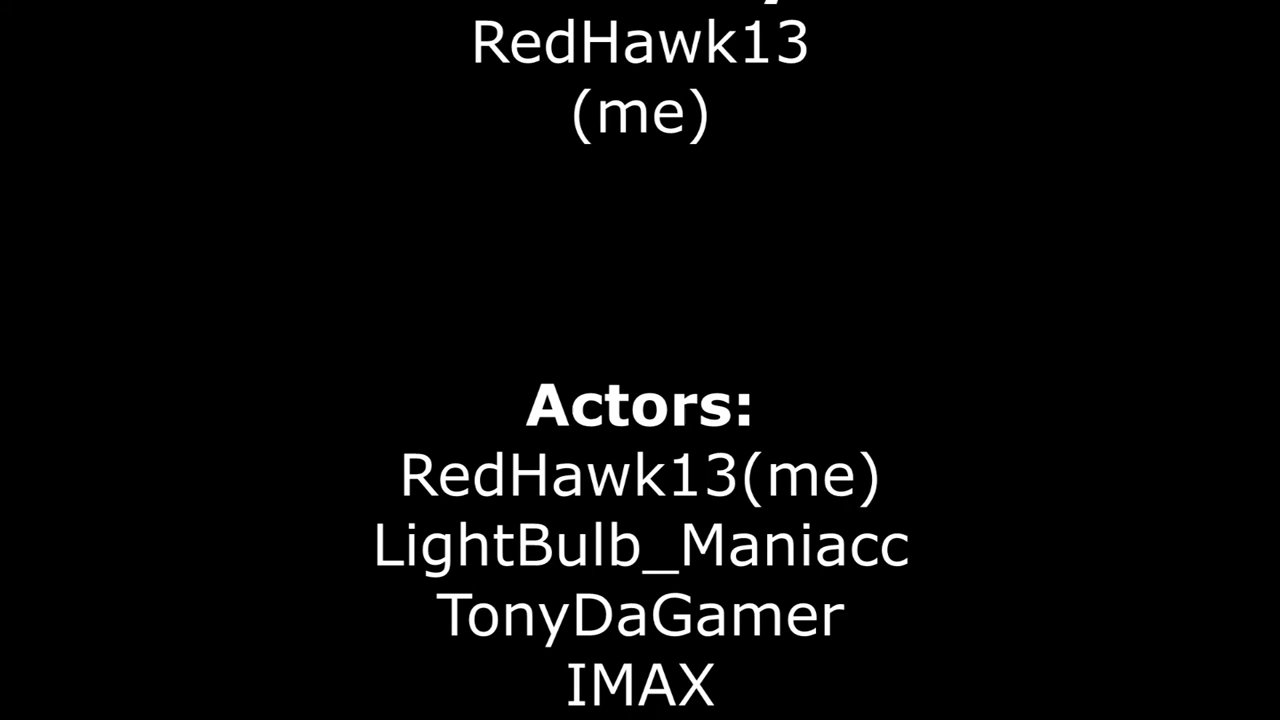 RedHawk13
(me)
Actors:
RedHawk13(me)
LightBulb_Maniacc
TonyDaGamer
IMAX